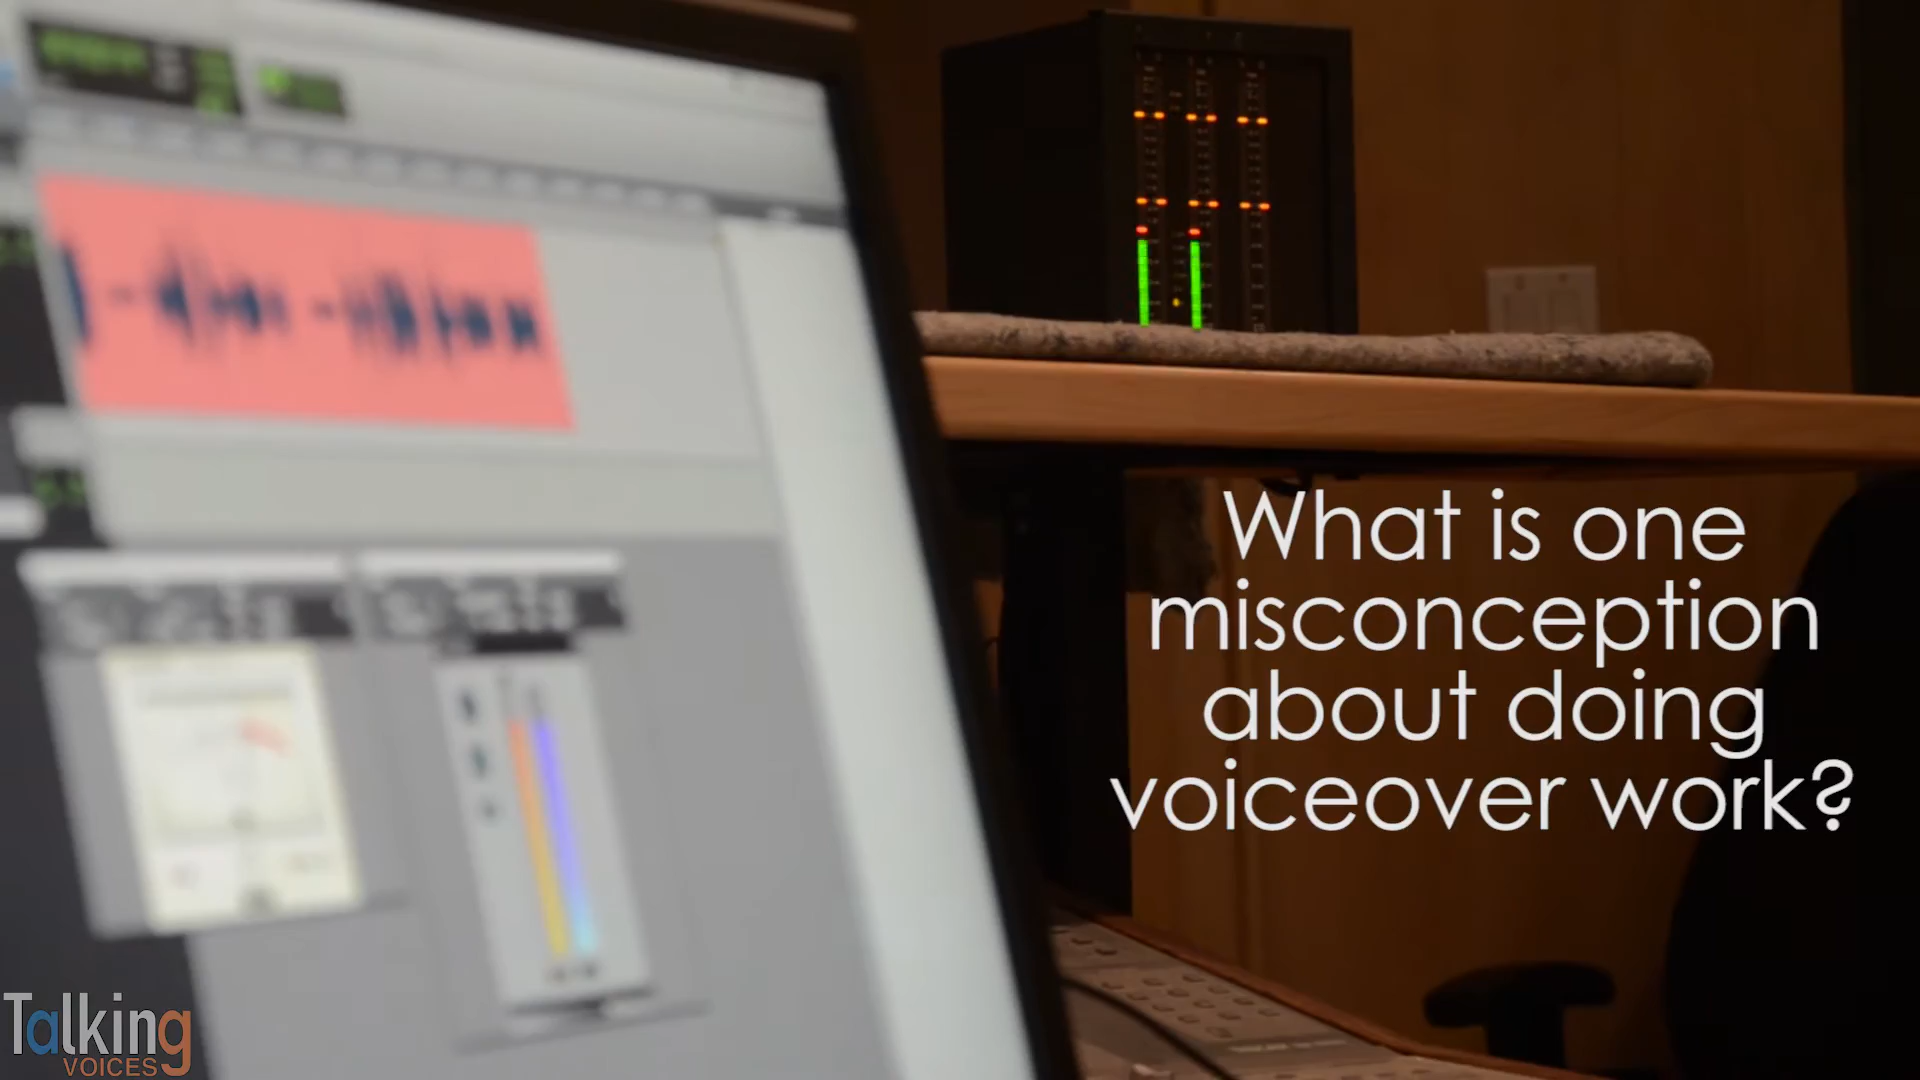 What is one
misconception
about doing
voiceover work?
Talking
VOICES